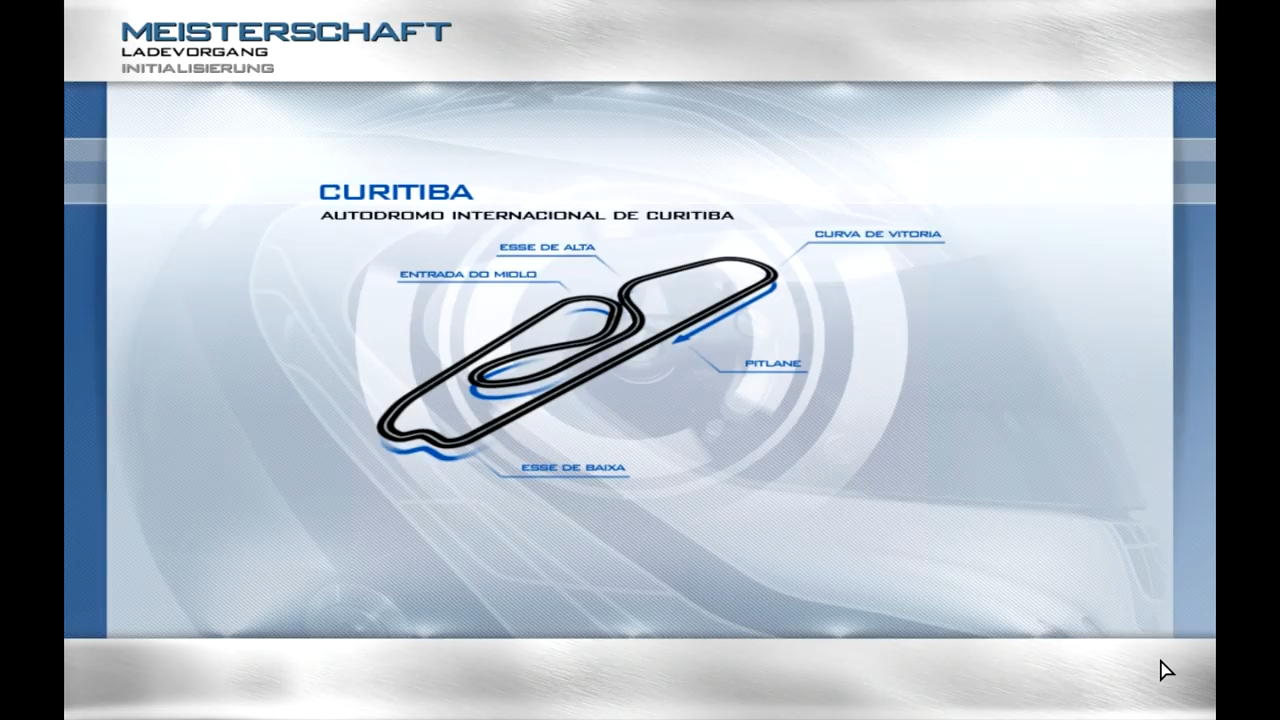 MEISTERSCHAFT
LADEVORGANG
INITIALISIERUNG
CURITIBA
AUTODROMO INTERNACIONAL DE CURITIBA
CURVA DE VITORIA
ESSE DE ALTA
ENTRADA DO MIOLO
PITLANE
ESSE DE BAIXA